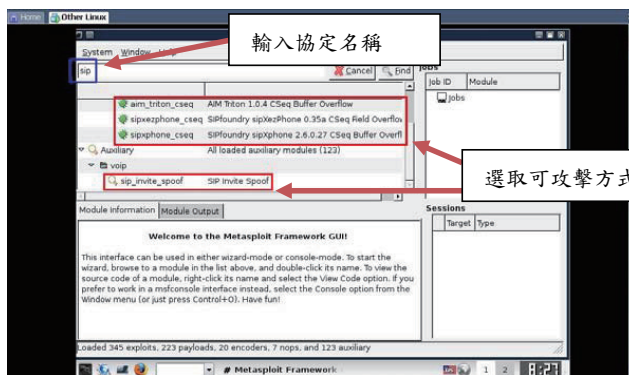 Home Other Linux
輸入協定名稱
System Window
sip
Cancel Find
Jobs
Job ID Module
Jobs
aim_triton_cseq AIM Triton 1.0.4 CSeq Buffer Overflow
sipxezphone_cseq SIPfoundry sipXezPhone 0.35a CSeq Field Overflow
sipxphone_cseq SIPfoundry sipXphone 2.6.0.27 CSeq Buffer Overfl
Auxiliary All loaded auxiliary modules (123)
voip
sip_invite_spoof SIP Invite Spoof
選取可攻擊方式
Module Information Module Output
Sessions
Target Type
Welcome to the Metasploit Framework GUI!
This interface can be used in either wizard-mode or console-mode. To start the
wizard, browse to a module in the list above, and double-click its name. To view the
source code of a module, right-click its name and select the View Code option. If you
prefer to work in a msfconsole interface instead, select the Console option from the
Window menu (or just press Control+O). Have fun!
Loaded 345 exploits, 223 payloads, 20 encoders, 7 nops, and 123 auxiliary
# Metasploit Framework
1 2